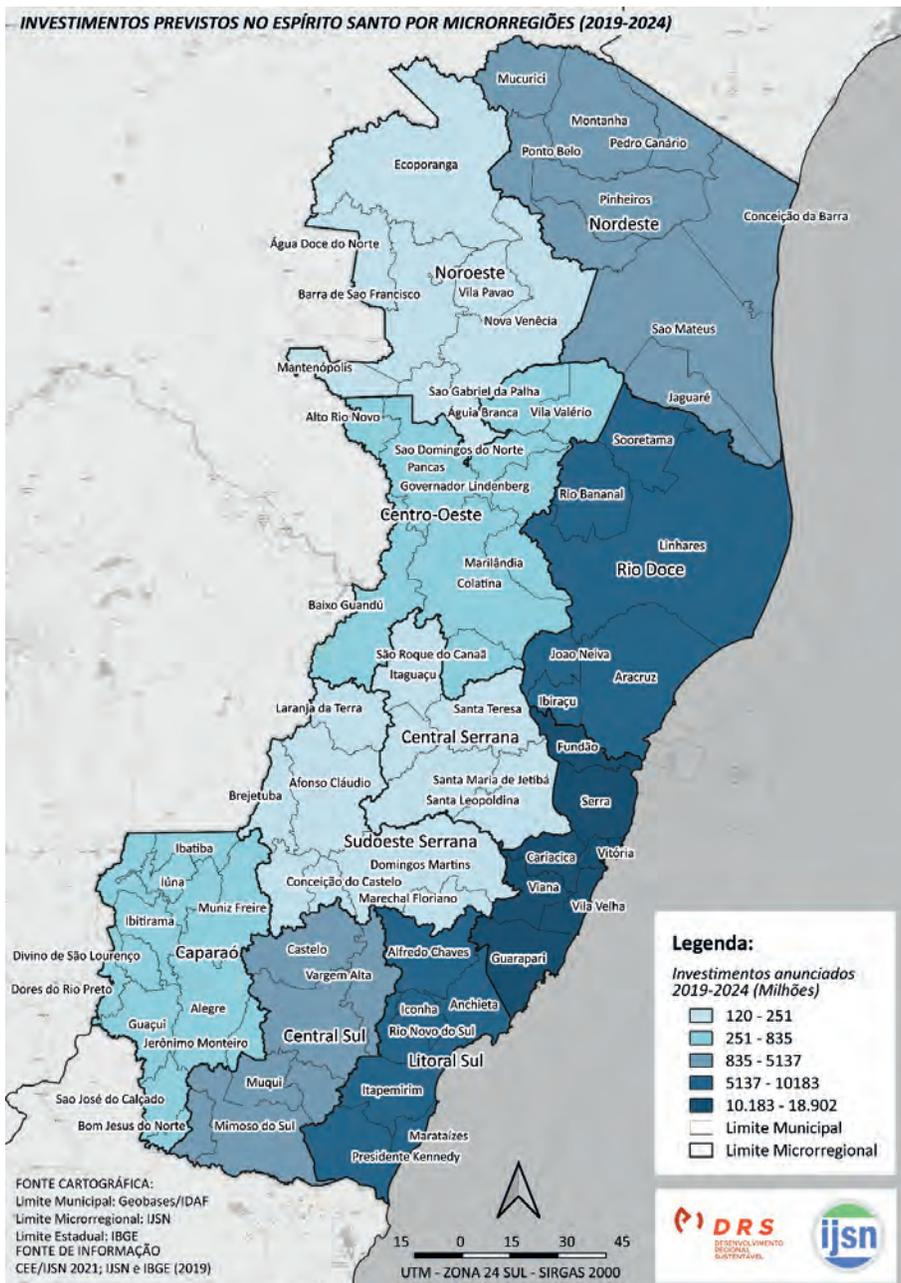 INVESTIMENTOS PREVISTOS NO ESPÍRITO SANTO POR MICRORREGIÕES (2019-2024)
Mucurici
Montanha
Ponto Belo
Pedro Canário
Ecoporanga
Pinheiros
Nordeste
Conceição da Barra
Água Doce do Norte
Noroeste
Barra de Sao Francisco
Vila Pavao
Nova Venêcia
Sao Mateus
Mantenópolis
Sao Gabriel da Palha
Jaguaré
Alto Rio Novo
Águia Branca
Vila Valério
Sooretama
Sao Domingos do Norte
Pancas
Governador Lindenberg
Rio Bananal
Centro-Oeste
Linhares
Marilândia
Rio Doce
Colatina
Baixo Guandú
São Roque do Canaã
Joao Neiva
Itaguaçu
Aracruz
Laranja da Terra
Santa Teresa
Ibiraçu
Central Serrana
Fundão
Afonso Cláudio
Santa Maria de Jetibá
Brejetuba
Santa Leopoldina
Serra
Sudoeste Serrana
Ibatiba
Domingos Martins
Cariacica
Vitória
Iúna
Conceição do Castelo
Viana
Muniz Freire
Marechal Floriano
Vila Velha
Ibitirama
Divino de São Lourenço
Caparaó
Castelo
Alfredo Chaves
Guarapari
Vargem Alta
Dores do Rio Preto
Alegre
Iconha
Anchieta
Guaçuí
Central Sul
Rio Novo do Sul
Jerônimo Monteiro
Litoral Sul
Muqui
Itapemirim
Sao José do Calçado
Bom Jesus do Norte
Mimoso do Sul
Marataízes
Presidente Kennedy
Legenda:
Investimentos anunciados
2019-2024 (Milhões)
120 - 251
251 - 835
835 - 5137
5137 - 10183
10.183 - 18.902
Limite Municipal
Limite Microrregional
FONTE CARTOGRÁFICA:
Limite Municipal: Geobases/IDAF
Limite Microrregional: IJSN
Limite Estadual: IBGE
FONTE DE INFORMAÇÃO
CEE/IJSN 2021; IJSN e IBGE (2019)
15 0 15 30 45
UTM - ZONA 24 SUL - SIRGAS 2000
DRS
DESENVOLVIMENTO
REGIONAL
SUSTENTÁVEL
ijsn